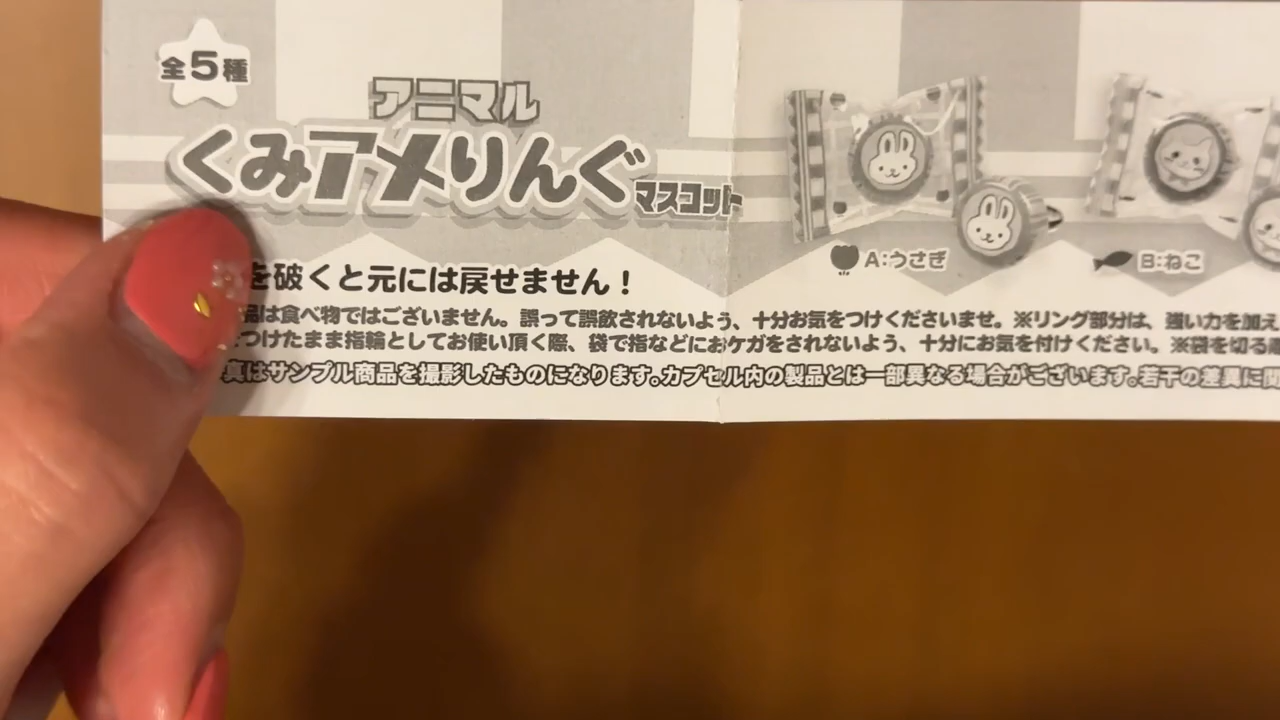 全5種
アニマル
くみアメりんぐ
マスコット
A:うさぎ
B:ねこ
を破くと元には戻せません!
品は食べ物ではございません。誤って誤飲されないよう、十分お気をつけくださいませ。※リング部分は、強い力を加え
つけたまま指輪としてお使い頂く際、袋で指などにおケガをされないよう、十分にお気を付けください。※袋を切る
真はサンプル商品を撮影したものになります。カプセル内の製品とは一部異なる場合がございます。若干の差異に